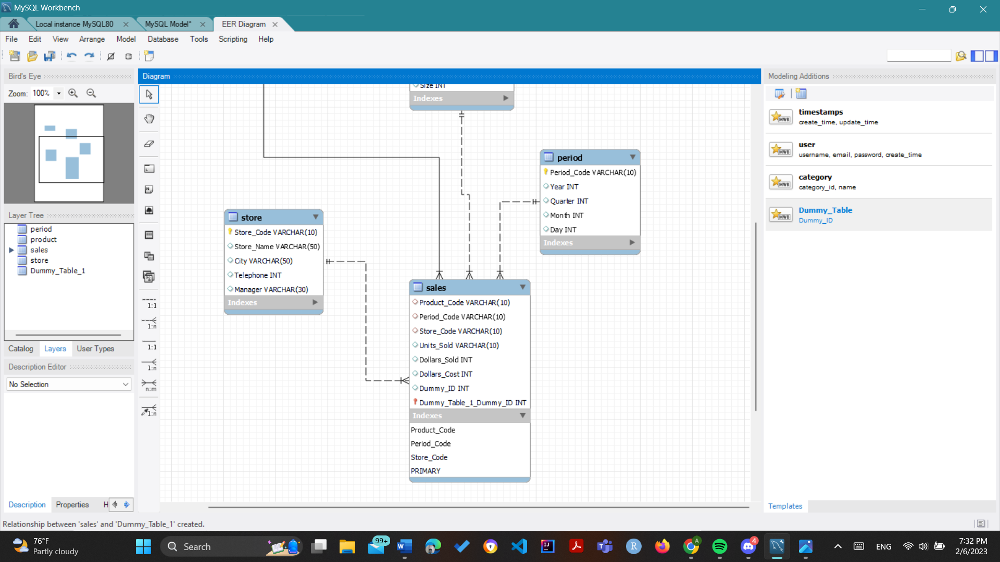 MySQL Workbench
Local instance MySQL80
MySQL Model*
EER Diagram
File Edit View Arrange Model Database Tools Scripting Help
Bird's Eye
Zoom: 100%
Layer Tree
period
product
sales
store
Dummy_Table_1
Catalog Layers User Types
Description Editor
No Selection
Description Properties H
Diagram
1:1
1:n
1:1
1:n
n:m
1:n
Size INT
Indexes
period
Period_Code VARCHAR(10)
Year INT
Quarter INT
Month INT
Day INT
Indexes
store
Store_Code VARCHAR(10)
Store_Name VARCHAR(50)
City VARCHAR(50)
Telephone INT
Manager VARCHAR(30)
Indexes
sales
Product_Code VARCHAR(10)
Period_Code VARCHAR(10)
Store_Code VARCHAR(10)
Units_Sold VARCHAR(10)
Dollars_Sold INT
Dollars_Cost INT
Dummy_ID INT
Dummy_Table_1_Dummy_ID INT
Indexes
Product_Code
Period_Code
Store_Code
PRIMARY
Modeling Additions
MWB
timestamps
create_time, update_time
MWB
user
username, email, password, create_time
MWB
category
category_id, name
MWB
Dummy_Table
Dummy_ID
Templates
Relationship between 'sales' and 'Dummy_Table_1' created.
76°F
Partly cloudy
Search
99+
W
IJ
R
A
4
ENG
7:32 PM
2/6/2023